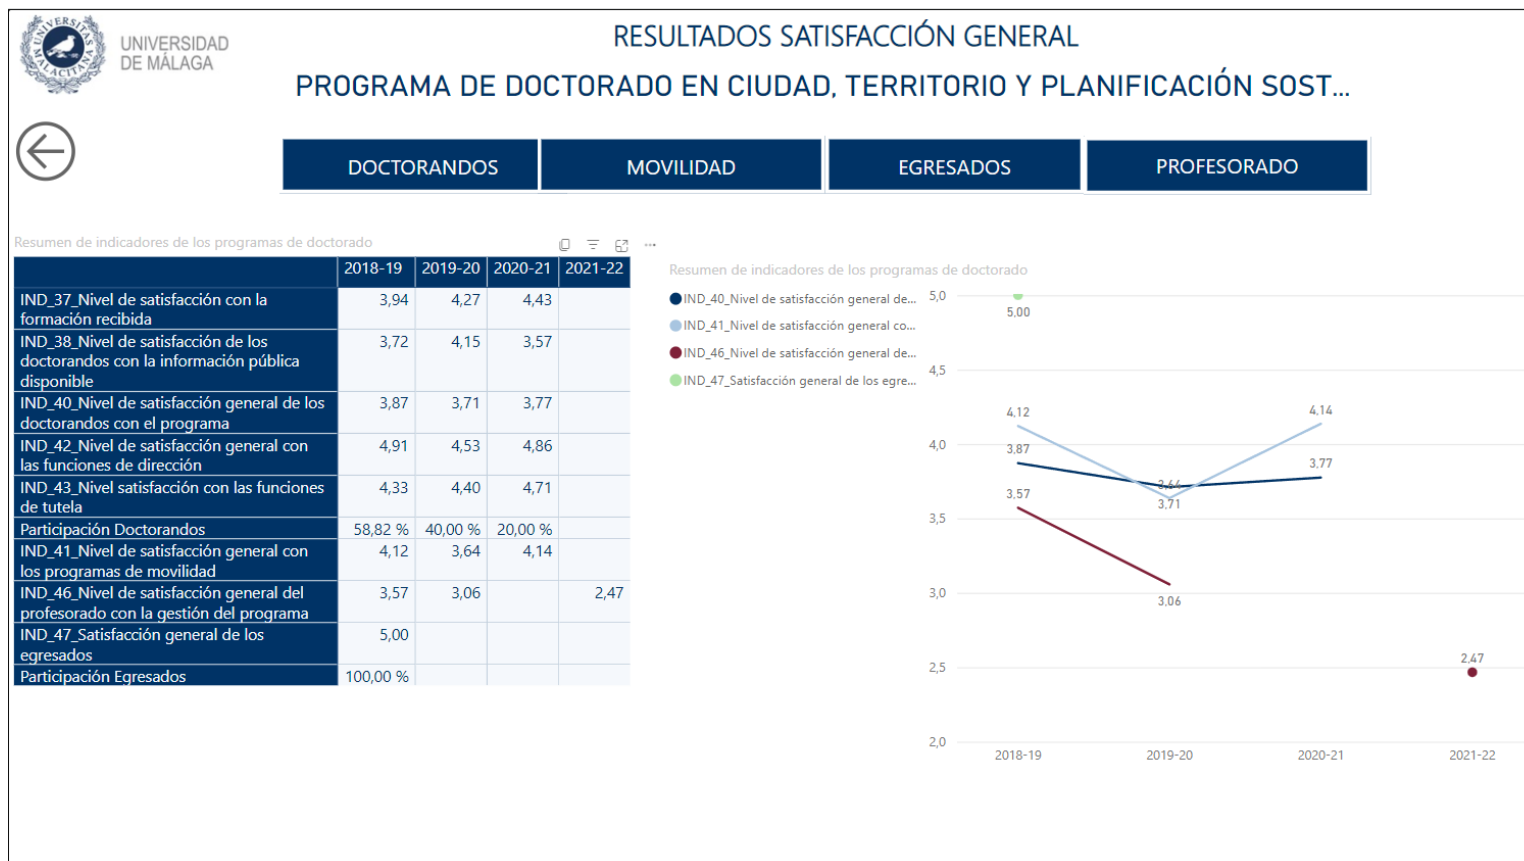 UNIVERSITAS
MALACITANA
UNIVERSIDAD
DE MÁLAGA
RESULTADOS SATISFACCIÓN GENERAL
PROGRAMA DE DOCTORADO EN CIUDAD, TERRITORIO Y PLANIFICACIÓN SOST...
DOCTORANDOS MOVILIDAD EGRESADOS PROFESORADO
Resumen de indicadores de los programas de doctorado
2018-19 2019-20 2020-21 2021-22
IND_37_Nivel de satisfacción con la 3,94 4,27 4,43
formación recibida
IND_38_Nivel de satisfacción de los 3,72 4,15 3,57
doctorandos con la información pública
disponible
IND_40_Nivel de satisfacción general de los 3,87 3,71 3,77
doctorandos con el programa
IND_42_Nivel de satisfacción general con 4,91 4,53 4,86
las funciones de dirección
IND_43_Nivel satisfacción con las funciones 4,33 4,40 4,71
de tutela
Participación Doctorandos 58,82 % 40,00 % 20,00 %
IND_41_Nivel de satisfacción general con 4,12 3,64 4,14
los programas de movilidad
IND_46_Nivel de satisfacción general del 3,57 3,06 2,47
profesorado con la gestión del programa
IND_47_Satisfacción general de los 5,00
egresados
Participación Egresados 100,00 %
Resumen de indicadores de los programas de doctorado
IND_40_Nivel de satisfacción general de...
IND_41_Nivel de satisfacción general co...
IND_46_Nivel de satisfacción general de...
IND_47_Satisfacción general de los egre...
5,0
5,00
4,5
4,12 4,14
4,0
3,87 3,77
3,64
3,57 3,71
3,5
3,0
3,06
2,5
2,47
2,0
2018-19 2019-20 2020-21 2021-22